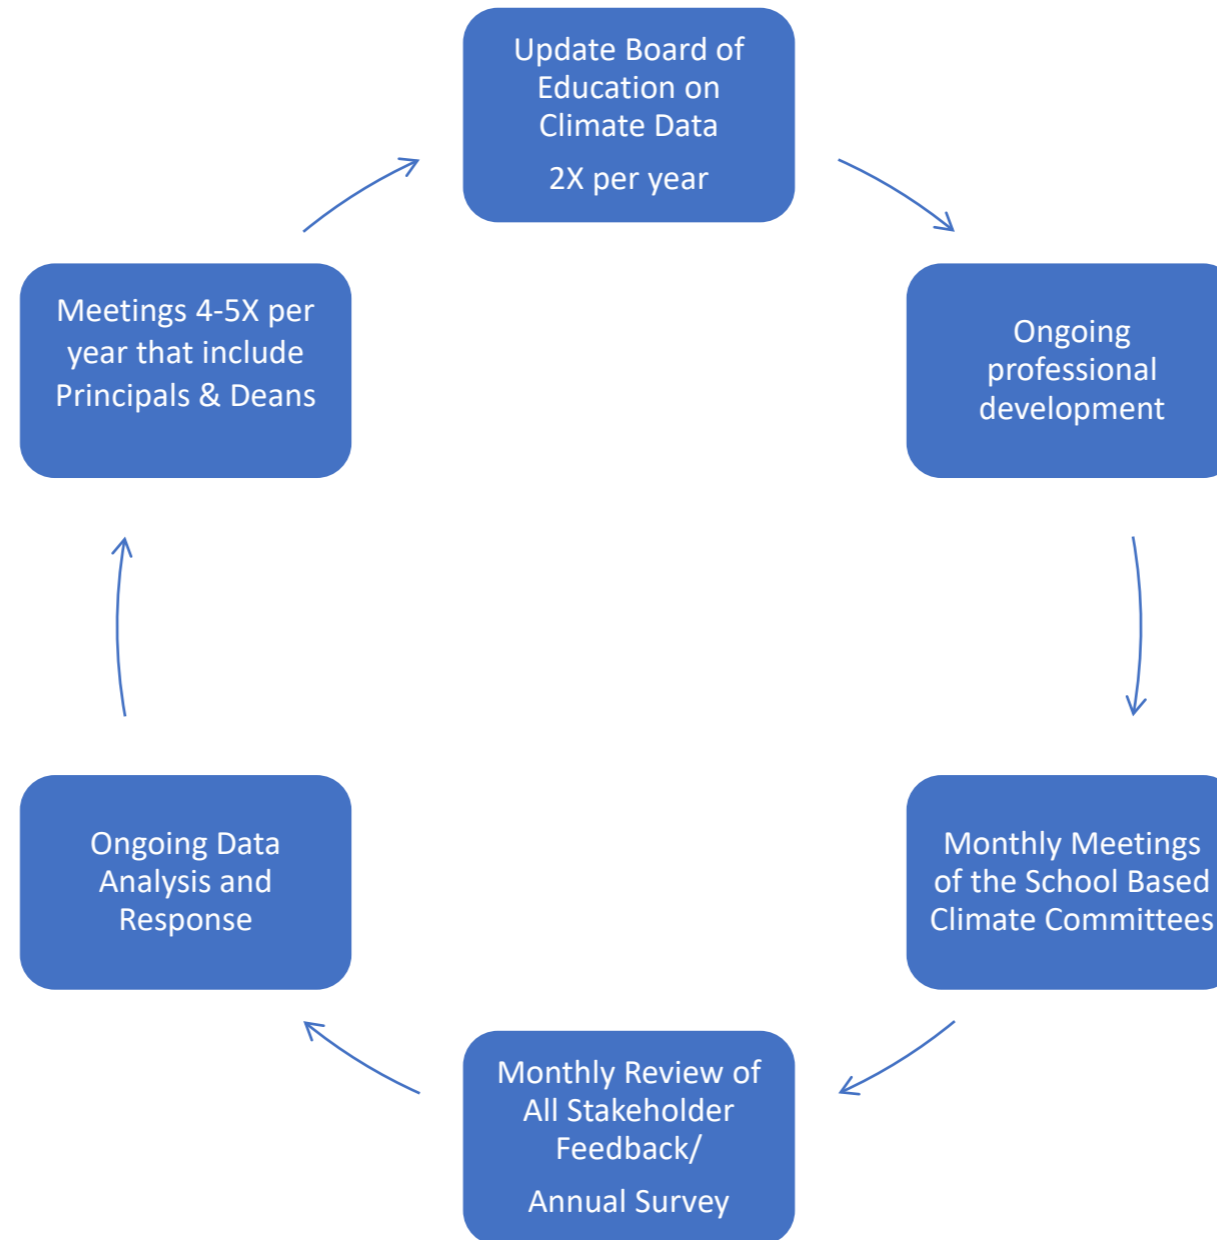 Update Board of
Education on
Climate Data
2X per year
Ongoing
professional
development
Monthly Meetings
of the School Based
Climate Committees
Monthly Review of
All Stakeholder
Feedback/
Annual Survey
Ongoing Data
Analysis and
Response
Meetings 4-5X per
year that include
Principals & Deans